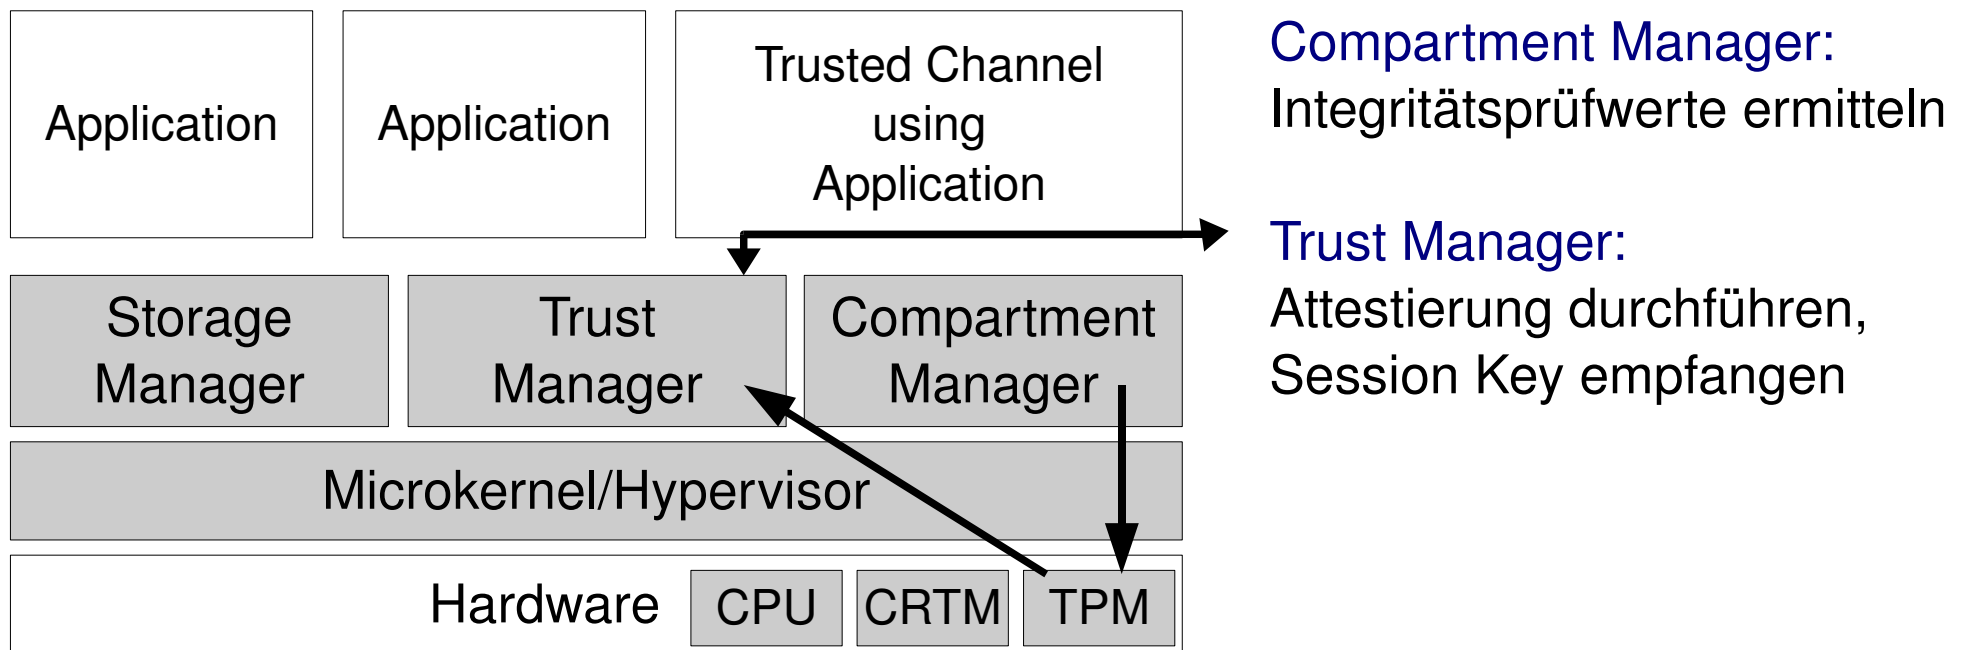 Application
Application
Trusted Channel
using
Application
Storage
Manager
Trust
Manager
Compartment
Manager
Microkernel/Hypervisor
Hardware
CPU
CRTM
TPM
Compartment Manager:
Integritätsprüfwerte ermitteln
Trust Manager:
Attestierung durchführen,
Session Key empfangen